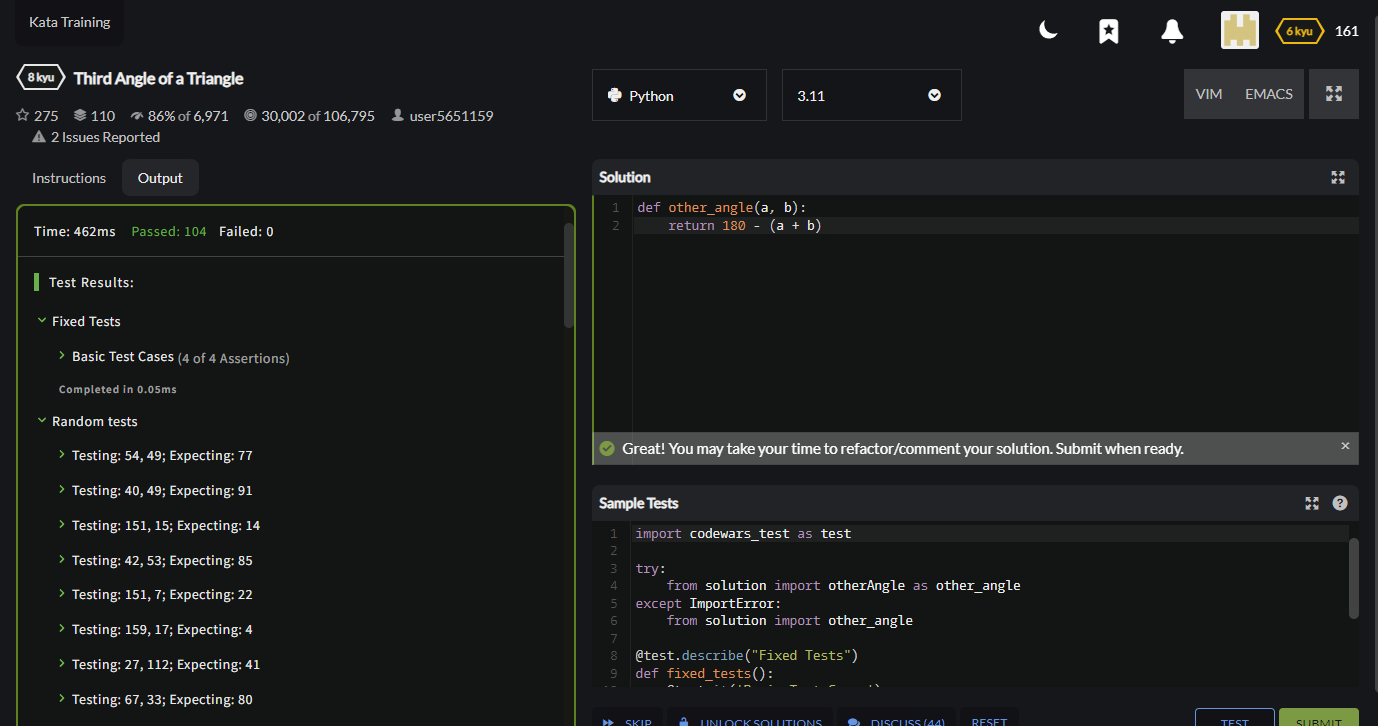 Kata Training
6 kyu 161
8 kyu Third Angle of a Triangle
275 110 86% of 6,971 30,002 of 106,795 user5651159
2 Issues Reported
Python
3.11
VIM EMACS
Instructions Output
Time: 462ms Passed: 104 Failed: 0
Test Results:
Fixed Tests
Basic Test Cases (4 of 4 Assertions)
Completed in 0.05ms
Random tests
Testing: 54, 49; Expecting: 77
Testing: 40, 49; Expecting: 91
Testing: 151, 15; Expecting: 14
Testing: 42, 53; Expecting: 85
Testing: 151, 7; Expecting: 22
Testing: 159, 17; Expecting: 4
Testing: 27, 112; Expecting: 41
Testing: 67, 33; Expecting: 80
Solution
1 def other_angle(a, b):
2 return 180 - (a + b)
Great! You may take your time to refactor/comment your solution. Submit when ready. ×
Sample Tests ?
1 import codewars_test as test
2
3 try:
4 from solution import otherAngle as other_angle
5 except ImportError:
6 from solution import other_angle
7
8 @test.describe("Fixed Tests")
9 def fixed_tests():
SKIP UNLOCK SOLUTIONS DISCUSS (44) RESET TEST SUBMIT